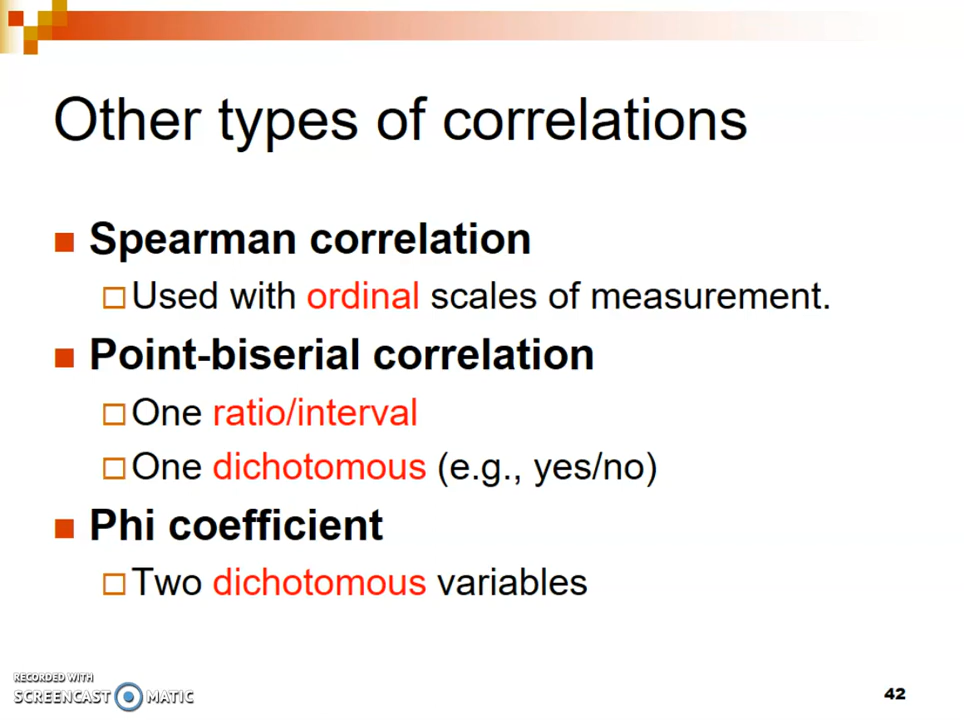 Other types of correlations
Spearman correlation
Used with ordinal scales of measurement.
Point-biserial correlation
One ratio/interval
One dichotomous (e.g., yes/no)
Phi coefficient
Two dichotomous variables
RECORDED WITH
SCREENCAST MATIC
42